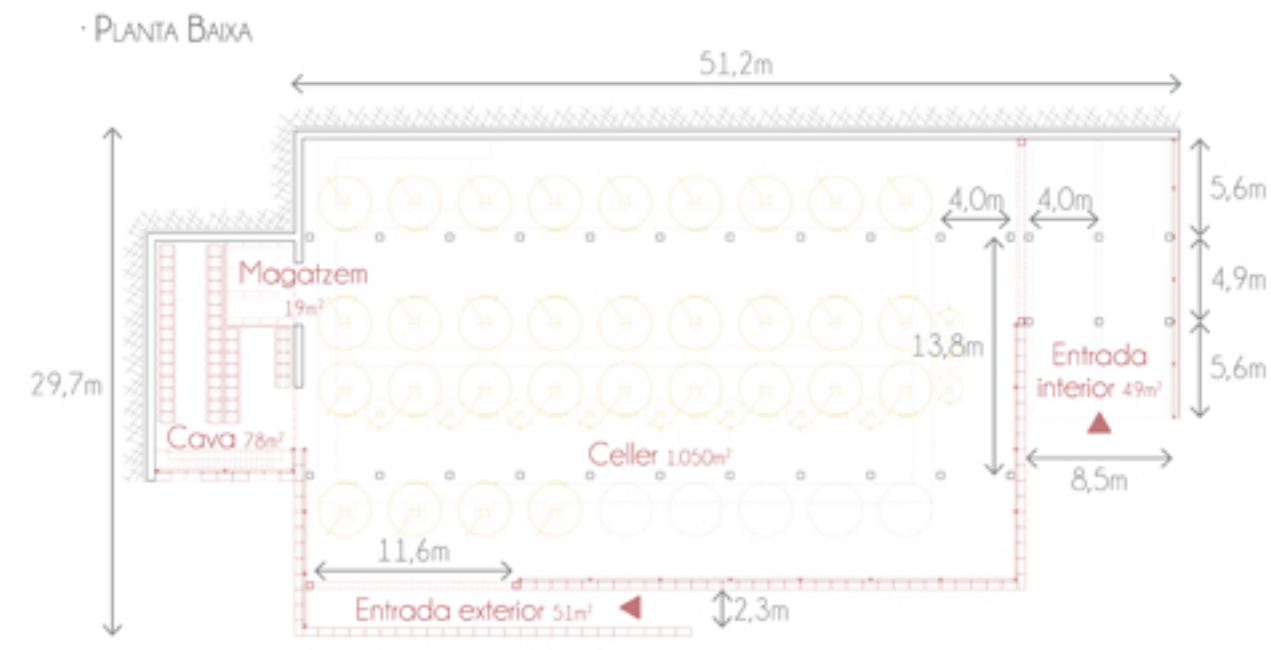 · PLANTA BAIXA
51,2m
5,6m
4,0m
4,0m
Magatzem
19m²
4,9m
13,8m
Entrada
interior 49m²
5,6m
29,7m
Cava 78m²
Celler 1.050m²
8,5m
11,6m
Entrada exterior 51m²
2,3m